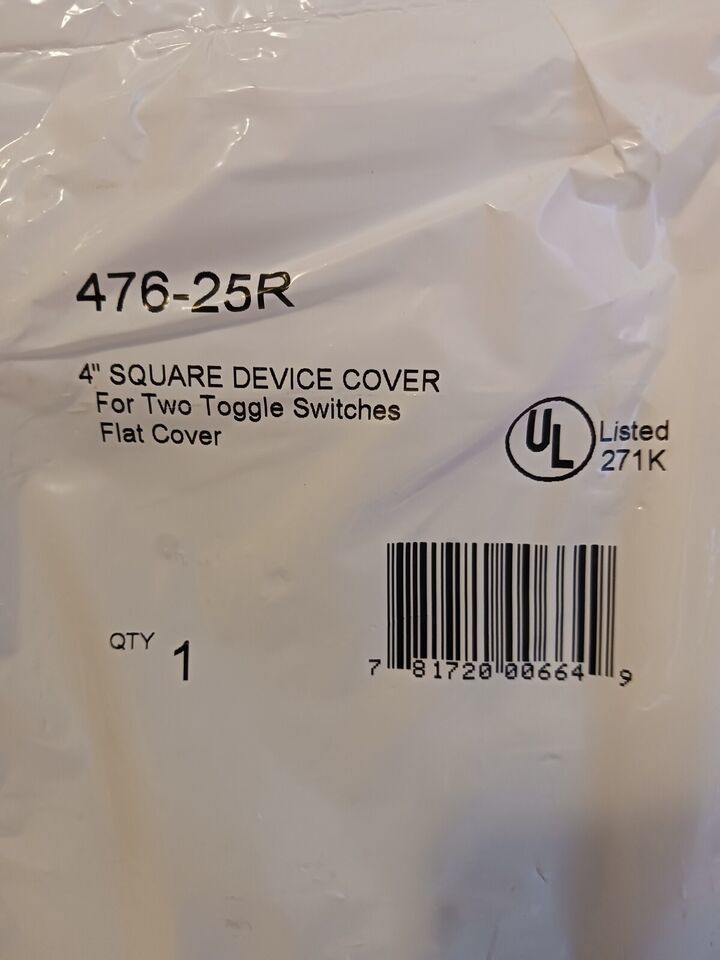 476-25R
4" SQUARE DEVICE COVER
For Two Toggle Switches
Flat Cover
UL Listed
271K
QTY 1
7 81720 00664 9